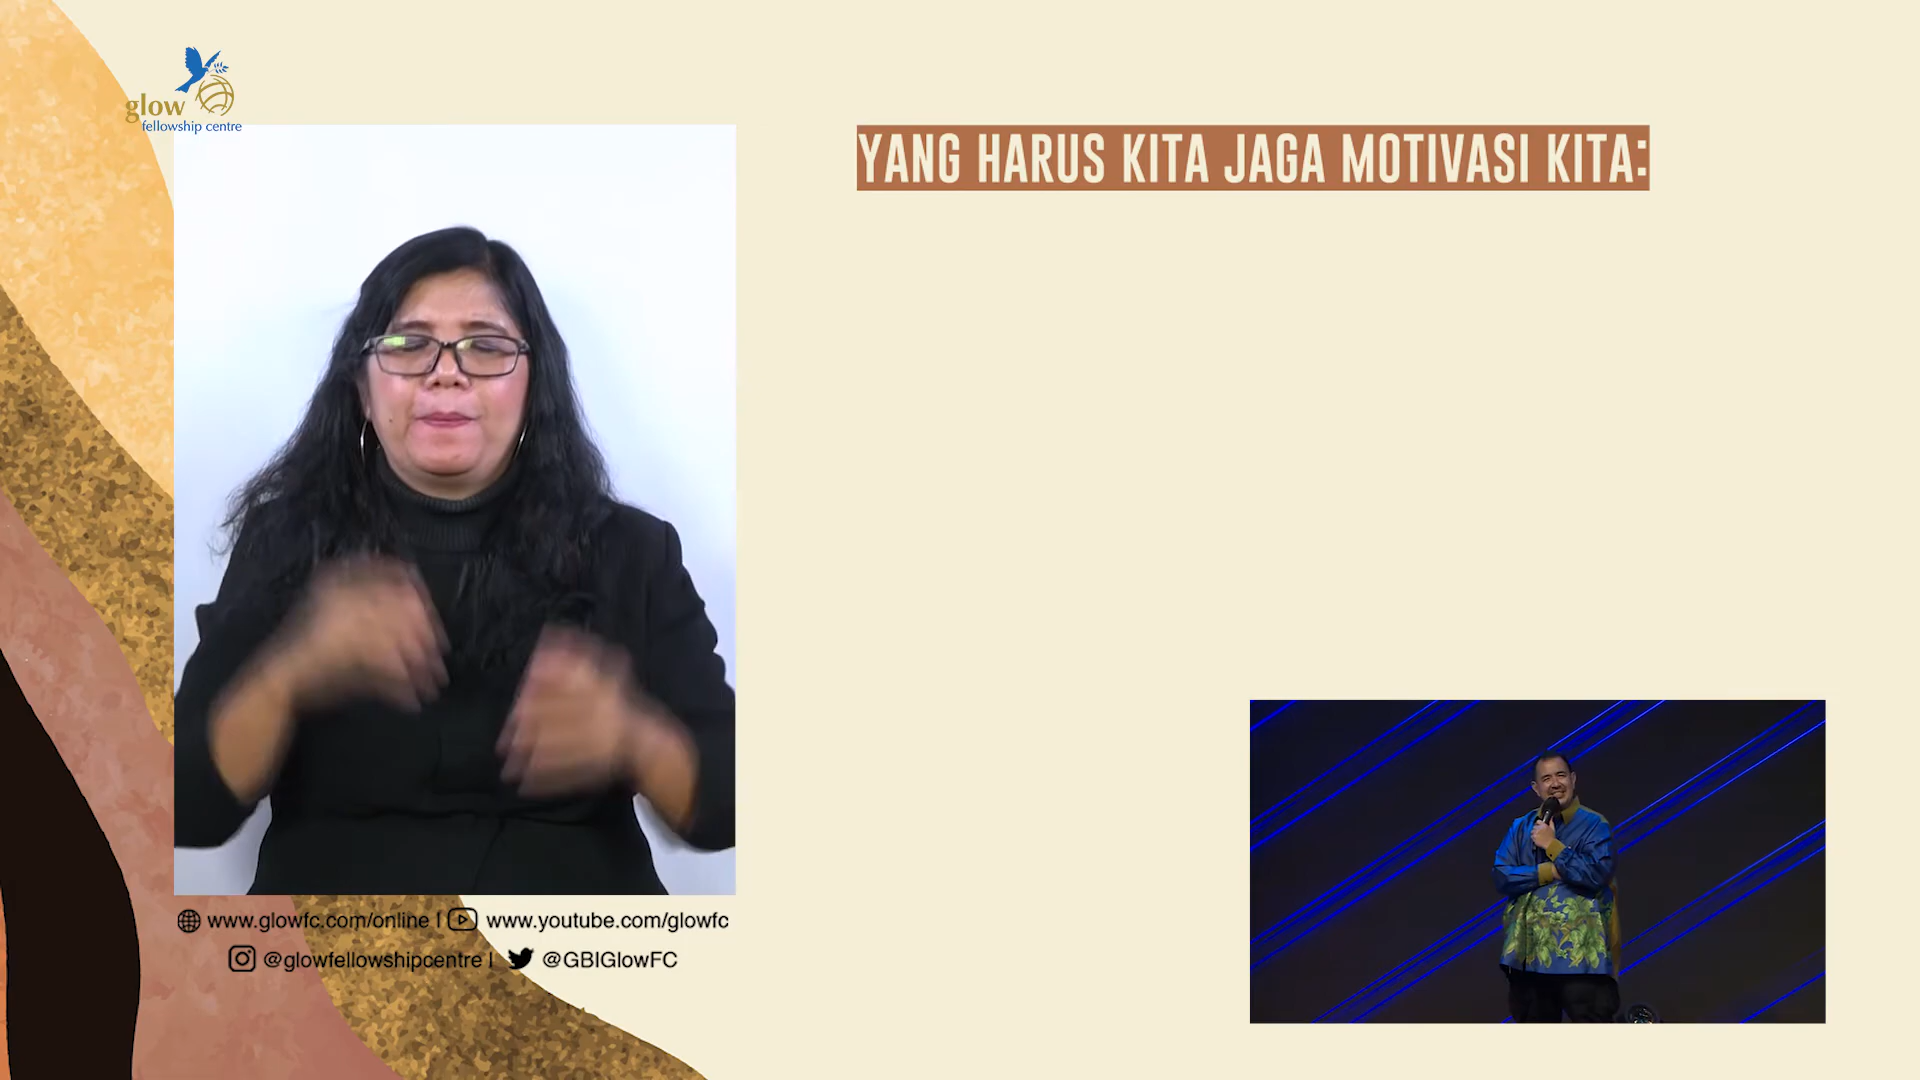 glow
fellowship centre
YANG HARUS KITA JAGA MOTIVASI KITA:
www.glowfc.com/online | www.youtube.com/glowfc
@glowfellowshipcentre | @GBIGlowFC